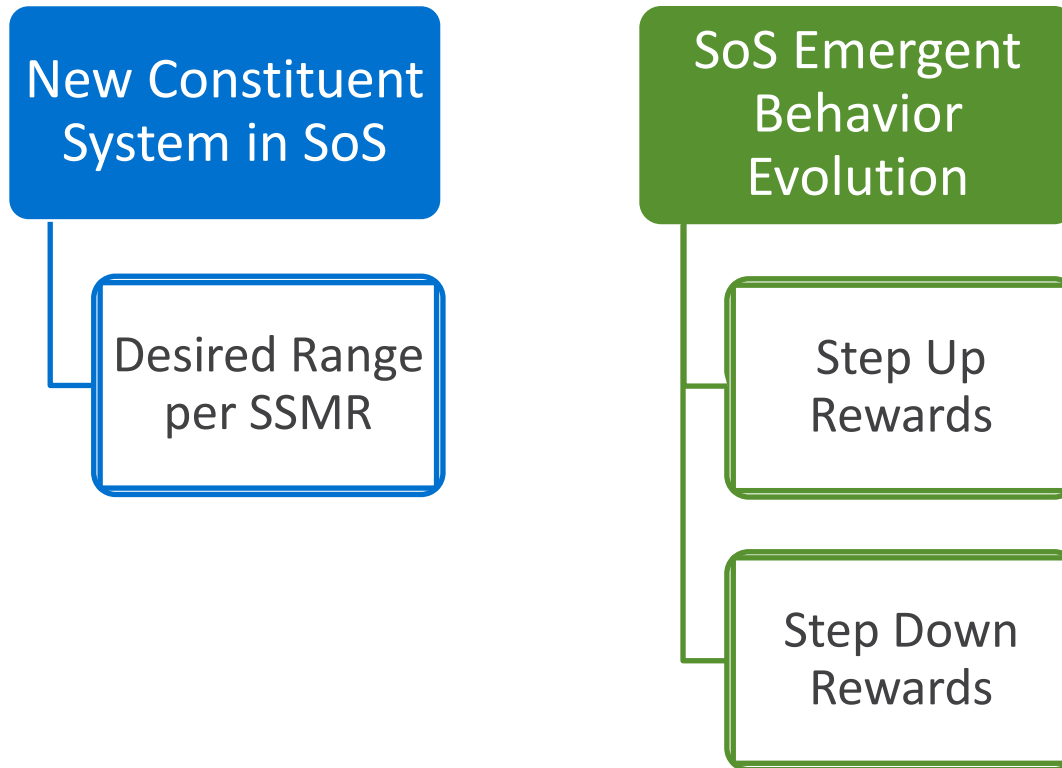 New Constituent
System in SoS
Desired Range
per SSMR
SoS Emergent
Behavior
Evolution
Step Up
Rewards
Step Down
Rewards